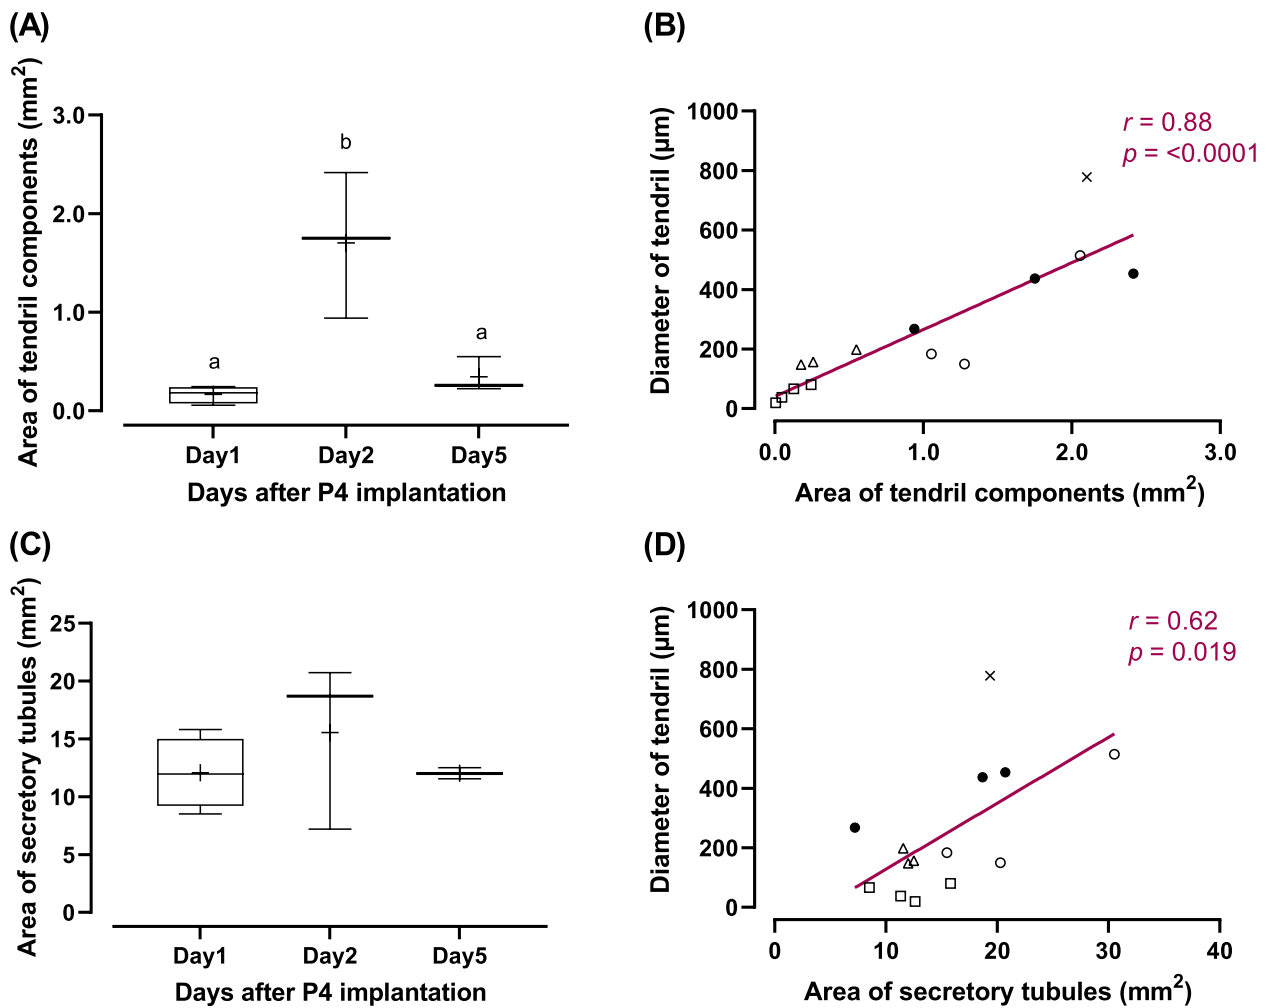 (A)
Area of tendril components (mm²)
3.0
2.0
1.0
0.0
a
b
a
Day1 Day2 Day5
Days after P4 implantation
(B)
Diameter of tendril (µm)
1000
800
600
400
200
0
r = 0.88
p = <0.0001
0.0 1.0 2.0 3.0
Area of tendril components (mm²)
(C)
Area of secretory tubules (mm²)
25
20
15
10
5
0
Day1 Day2 Day5
Days after P4 implantation
(D)
Diameter of tendril (µm)
1000
800
600
400
200
0
r = 0.62
p = 0.019
0 10 20 30 40
Area of secretory tubules (mm²)